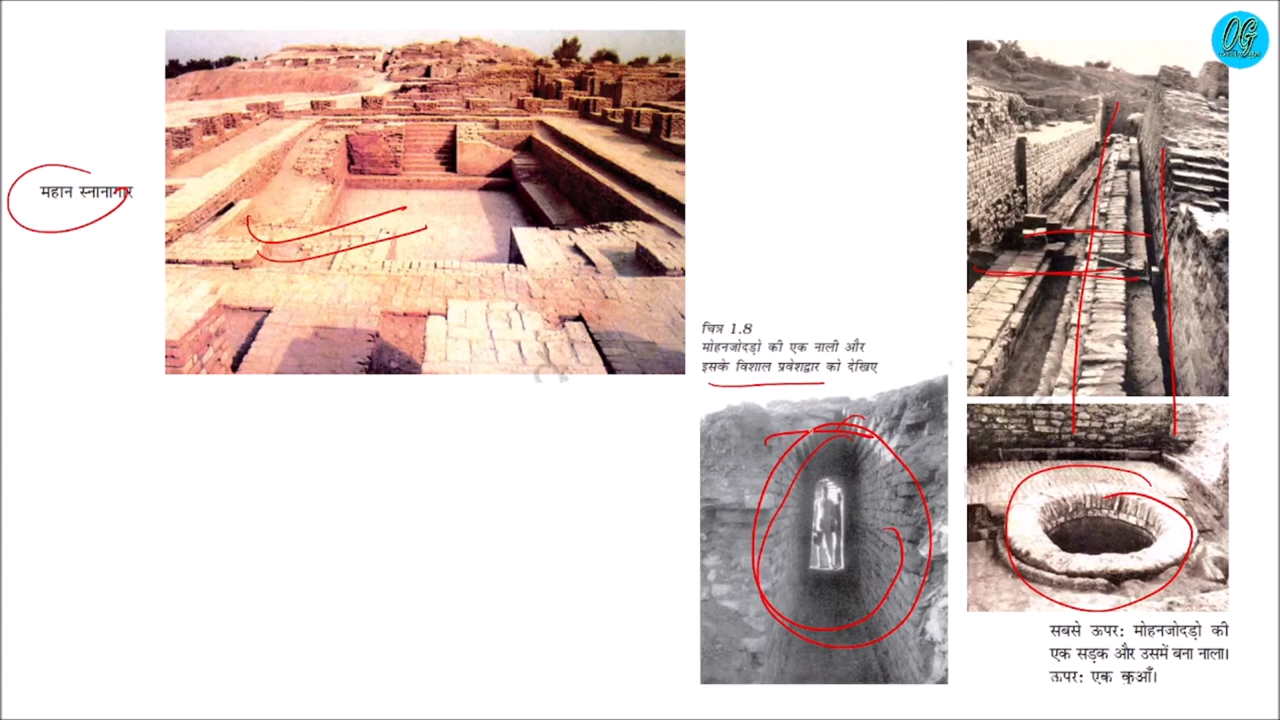 OG
महान स्नानागार
चित्र 1.8
मोहनजोदड़ो की एक नाली और
इसके विशाल प्रवेशद्वार को देखिए
सबसे ऊपर: मोहनजोदड़ो की
एक सड़क और उसमें बना नाला।
ऊपर: एक कुआँ।